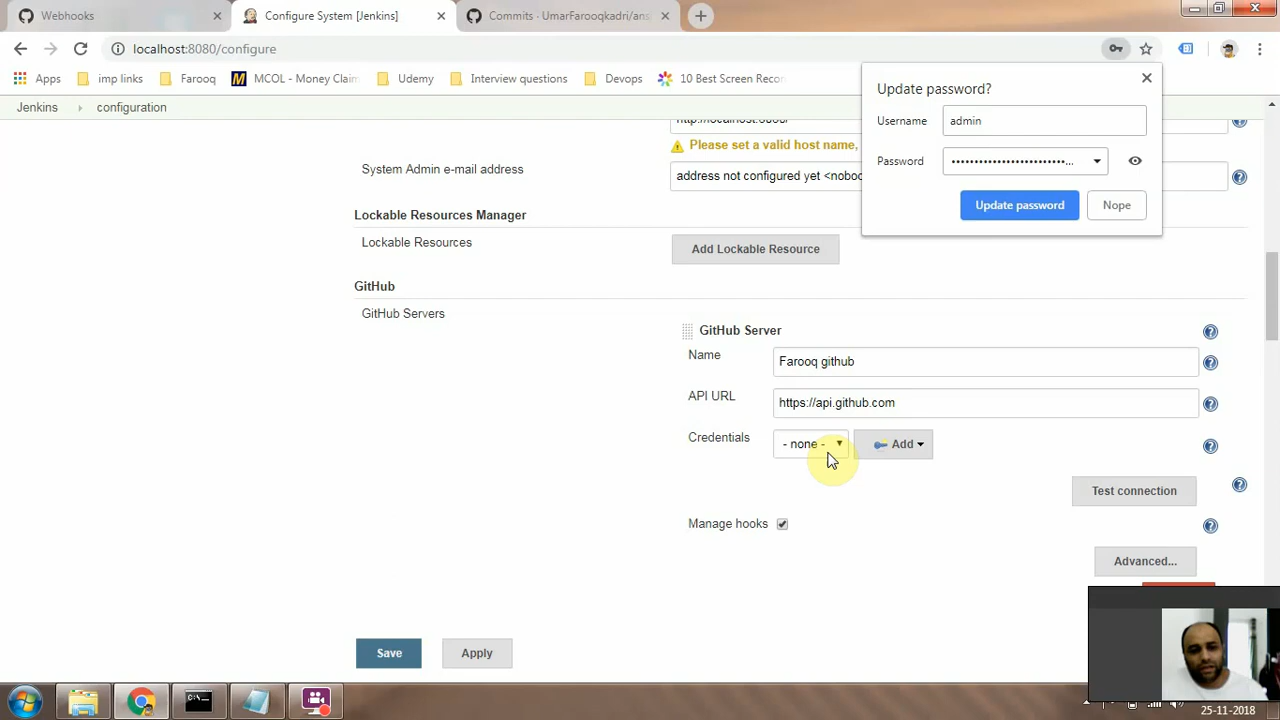 Webhooks
Configure System [Jenkins]
Commits · UmarFarooqkadri/ans
localhost:8080/configure
Apps
imp links
Farooq
MCOL - Money Claim
Udemy
Interview questions
Devops
10 Best Screen Recor
Jenkins
configuration
Update password?
Username
admin
Password
Update password
Nope
Please set a valid host name,
System Admin e-mail address
address not configured yet <nobo
Lockable Resources Manager
Lockable Resources
Add Lockable Resource
GitHub
GitHub Servers
GitHub Server
Name
Farooq github
API URL
https://api.github.com
Credentials
- none -
Add
Test connection
Manage hooks
Advanced...
Save
Apply
25-11-2018